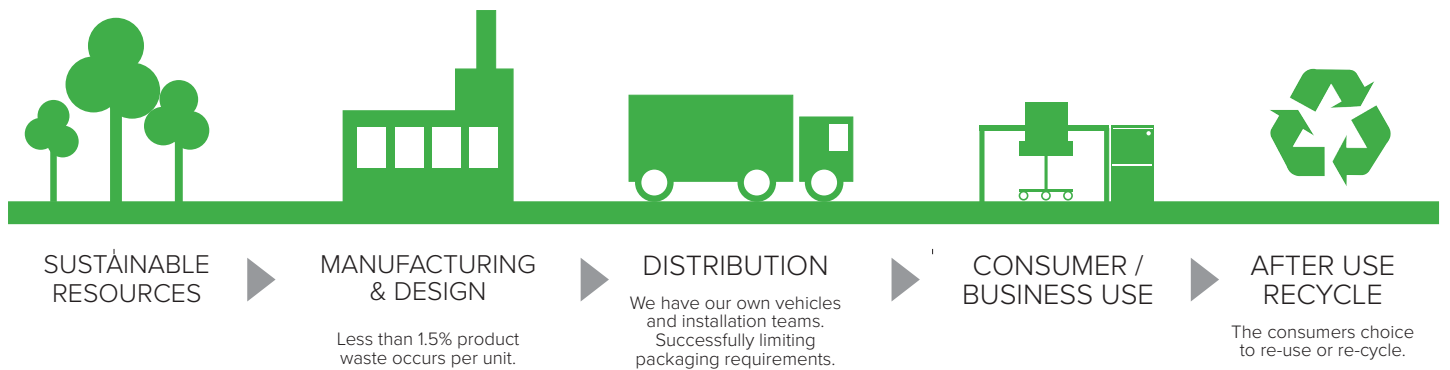 SUSTAINABLE
RESOURCES
MANUFACTURING
& DESIGN
Less than 1.5% product
waste occurs per unit.
DISTRIBUTION
We have our own vehicles
and installation teams.
Successfully limiting
packaging requirements.
CONSUMER /
BUSINESS USE
AFTER USE
RECYCLE
The consumers choice
to re-use or re-cycle.